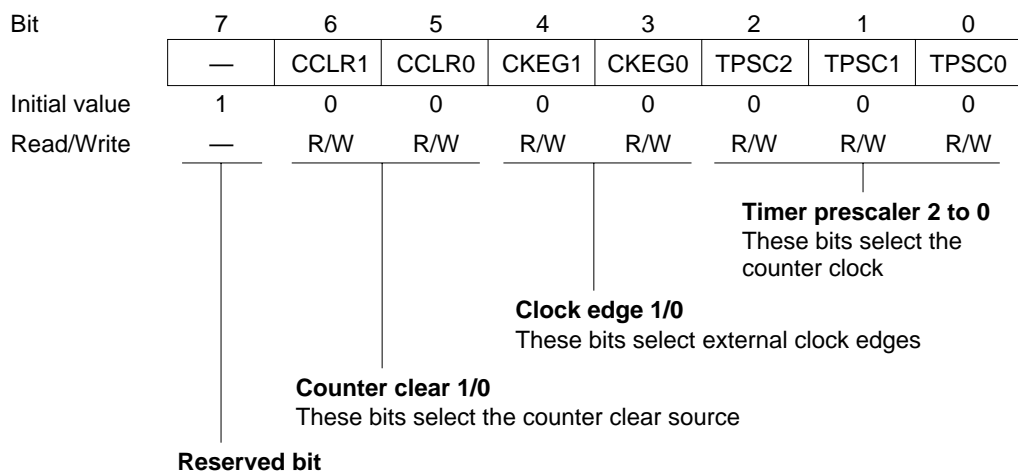 Bit 7 6 5 4 3 2 1 0
— CCLR1 CCLR0 CKEG1 CKEG0 TPSC2 TPSC1 TPSC0
Initial value 1 0 0 0 0 0 0 0
Read/Write — R/W R/W R/W R/W R/W R/W R/W
Timer prescaler 2 to 0
These bits select the
counter clock
Clock edge 1/0
These bits select external clock edges
Counter clear 1/0
These bits select the counter clear source
Reserved bit